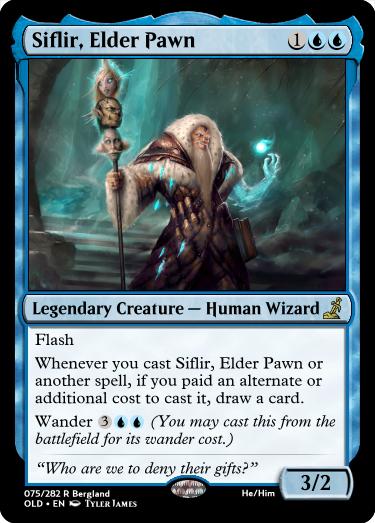 Siflir, Elder Pawn 1
Legendary Creature — Human Wizard
Flash
Whenever you cast Siflir, Elder Pawn or
another spell, if you paid an alternate or
additional cost to cast it, draw a card.
Wander 3 (You may cast this from the
battlefield for its wander cost.)
“Who are we to deny their gifts?”
3/2
075/282 R Bergland He/Him
OLD • EN Tyler James